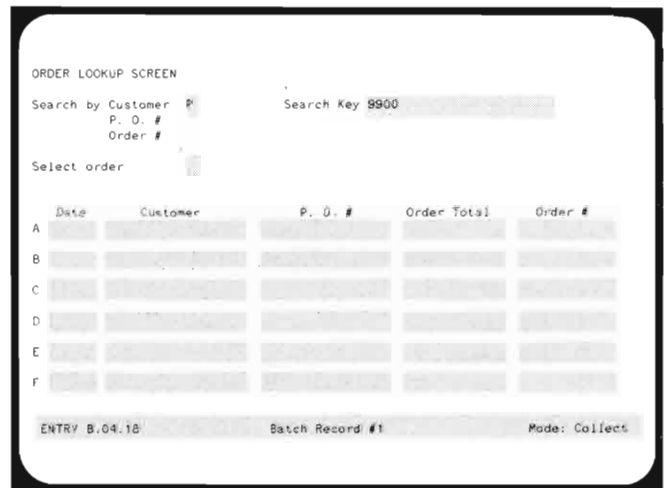 ORDER LOOKUP SCREEN
Search by Customer P Search Key 9900
P. O. #
Order #
Select order
Date Customer P. O. # Order Total Order #
A
B
C
D
E
F
ENTRY B.04.18 Batch Record #1 Mode: Collect